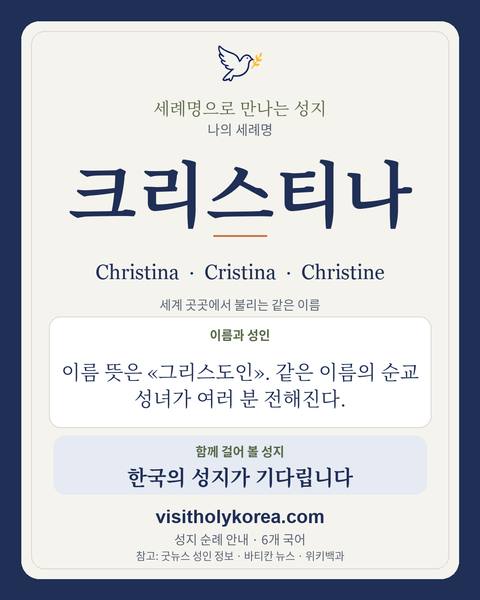 세례명으로 만나는 성지
나의 세례명
크리스티나
Christina · Cristina · Christine
세계 곳곳에서 불리는 같은 이름
이름과 성인
이름 뜻은 «그리스도인». 같은 이름의 순교
성녀가 여러 분 전해진다.
함께 걸어 볼 성지
한국의 성지가 기다립니다
visitholykorea.com
성지 순례 안내 · 6개 국어
참고: 굿뉴스 성인 정보 · 바티칸 뉴스 · 위키백과